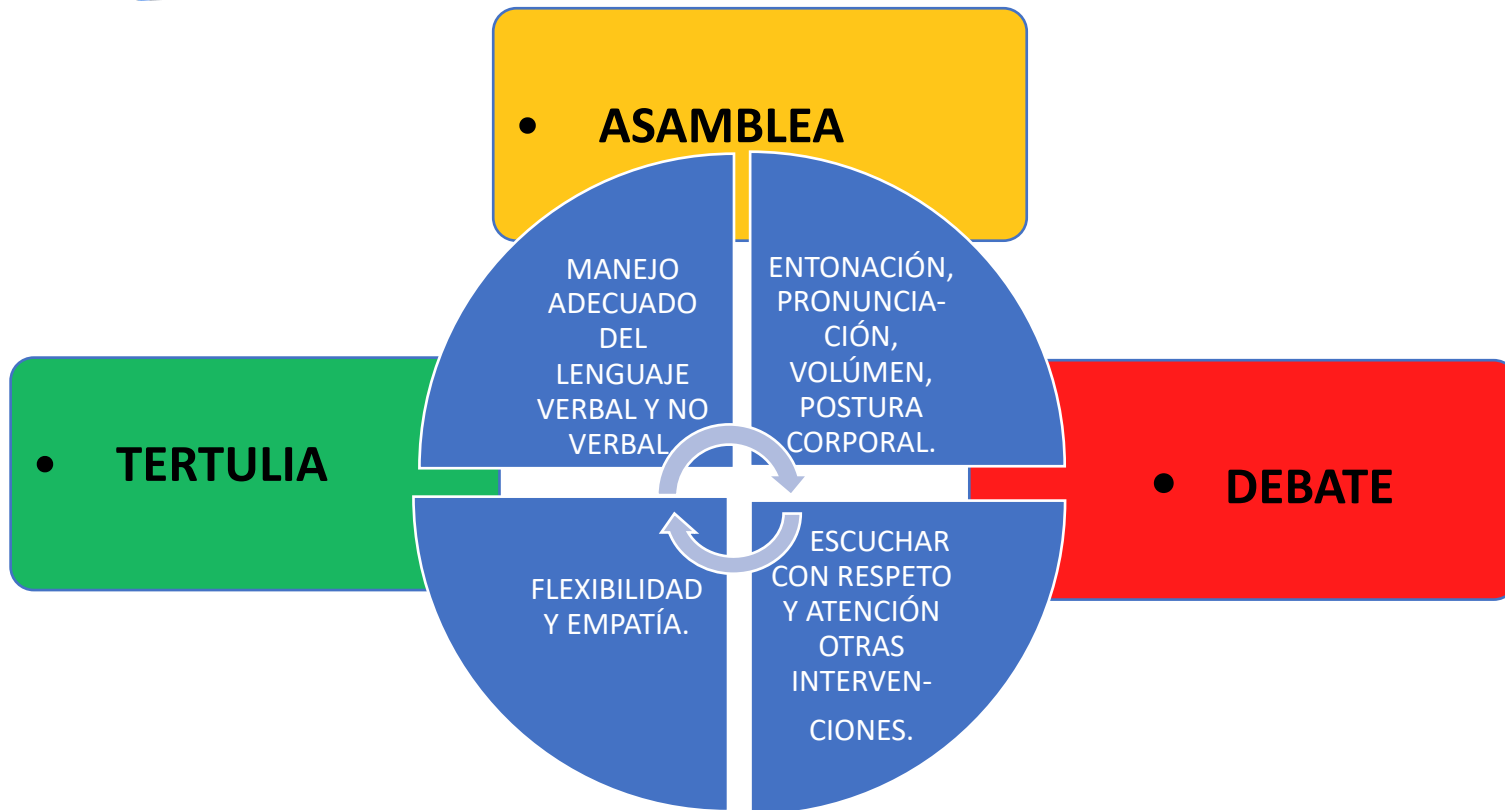 • ASAMBLEA
MANEJO
ADECUADO
DEL
LENGUAJE
VERBAL Y NO
VERBAL.
ENTONACIÓN,
PRONUNCIA-
CIÓN,
VOLÚMEN,
POSTURA
CORPORAL.
• TERTULIA
• DEBATE
FLEXIBILIDAD
Y EMPATÍA.
ESCUCHAR
CON RESPETO
Y ATENCIÓN
OTRAS
INTERVEN-
CIONES.